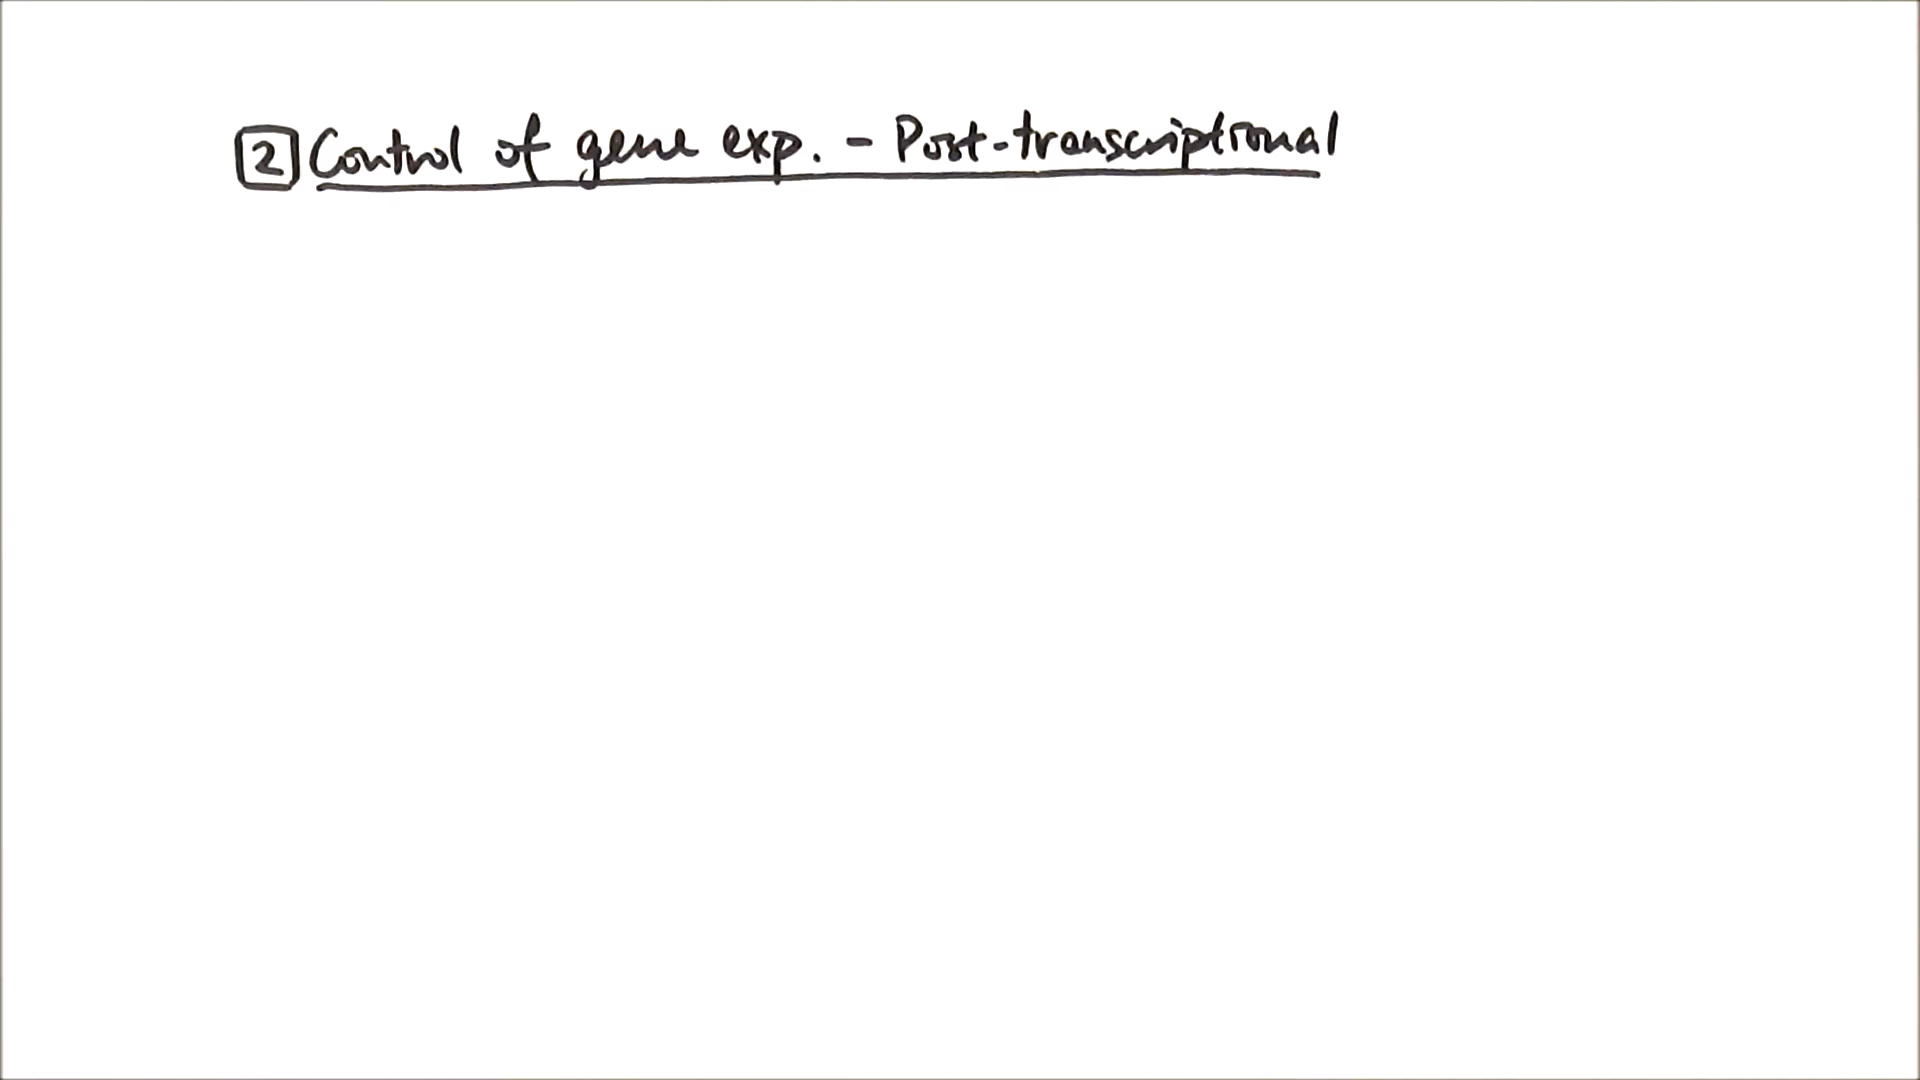 2 Control of gene exp. - Post-transcriptional